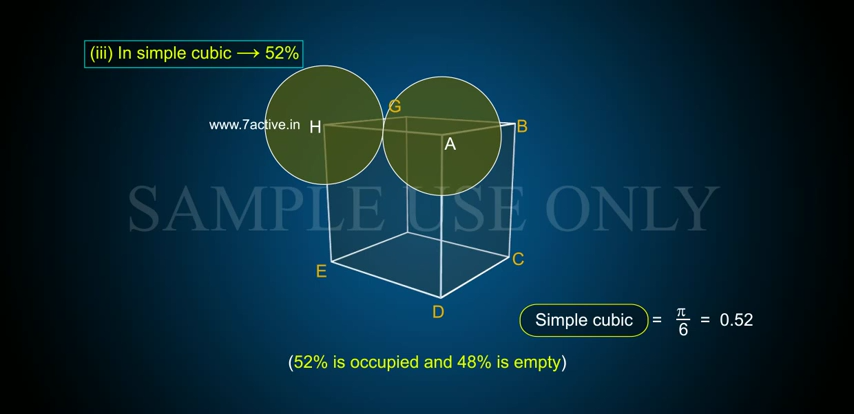 (iii) In simple cubic → 52%
G
www.7active.in
H
B
A
SAMPLE USE ONLY
E
C
D
Simple cubic = π/6 = 0.52
(52% is occupied and 48% is empty)